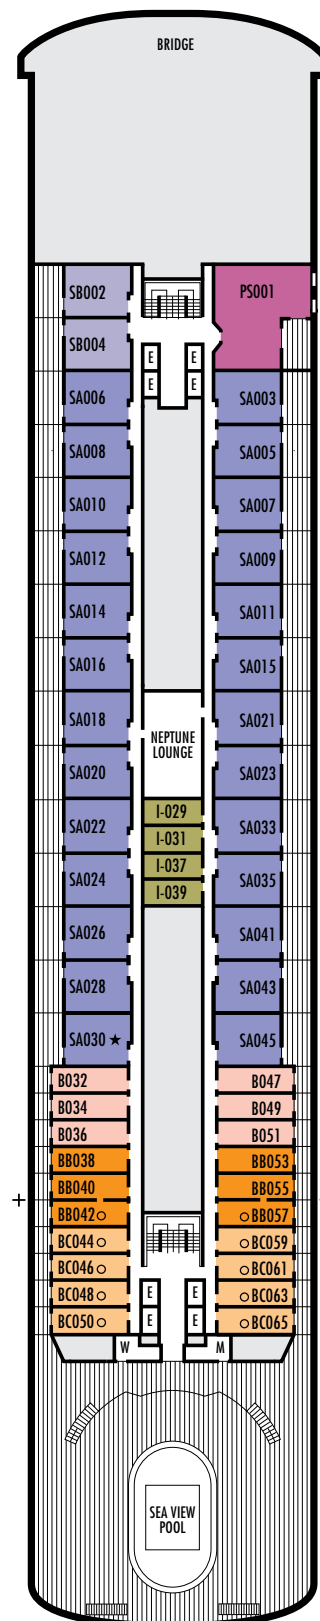 BRIDGE
SB002
PS001
SB004
E E
E E
SA006
SA003
SA008
SA005
SA010
SA007
SA012
SA009
SA014
SA011
SA016
SA015
SA018
SA021
NEPTUNE
LOUNGE
SA020
SA023
I-029
SA022
SA033
I-031
I-037
SA024
SA035
I-039
SA026
SA041
SA028
SA043
SA030 ★
SA045
B032
B047
B034
B049
B036
B051
BB038
BB053
BB040
BB055
BB042○
○BB057
BC044○
○BC059
BC046○
○BC061
BC048○
○BC063
E E
BC050○
○BC065
E E
W
M
SEA VIEW
POOL